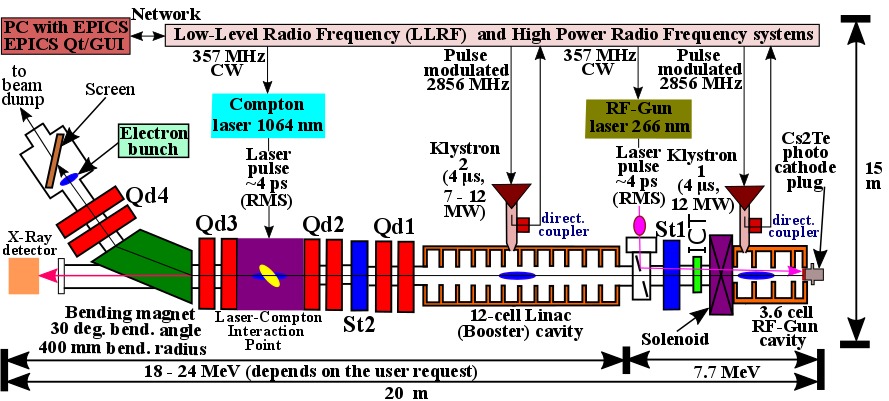 PC with EPICS
EPICS Qt/GUI
Network
Low-Level Radio Frequency (LLRF) and High Power Radio Frequency systems
357 MHz
CW
Pulse
modulated
2856 MHz
357 MHz
CW
Pulse
modulated
2856 MHz
to
beam
dump
Screen
Electron
bunch
Compton
laser 1064 nm
RF-Gun
laser 266 nm
Laser
pulse
~4 ps
(RMS)
Klystron
2
(4 µs,
7 - 12
MW)
direct.
coupler
Laser
pulse
~4 ps
(RMS)
Klystron
1
(4 µs,
12 MW)
direct.
coupler
Cs2Te
photo
cathode
plug
15
m
Qd4
Qd3
Qd2
Qd1
St1
ICT
X-Ray
detector
Bending magnet
30 deg. bend. angle
400 mm bend. radius
Laser-Compton
Interaction
Point
St2
12-cell Linac
(Booster) cavity
Solenoid
3.6 cell
RF-Gun
cavity
18 - 24 MeV (depends on the user request)
7.7 MeV
20 m